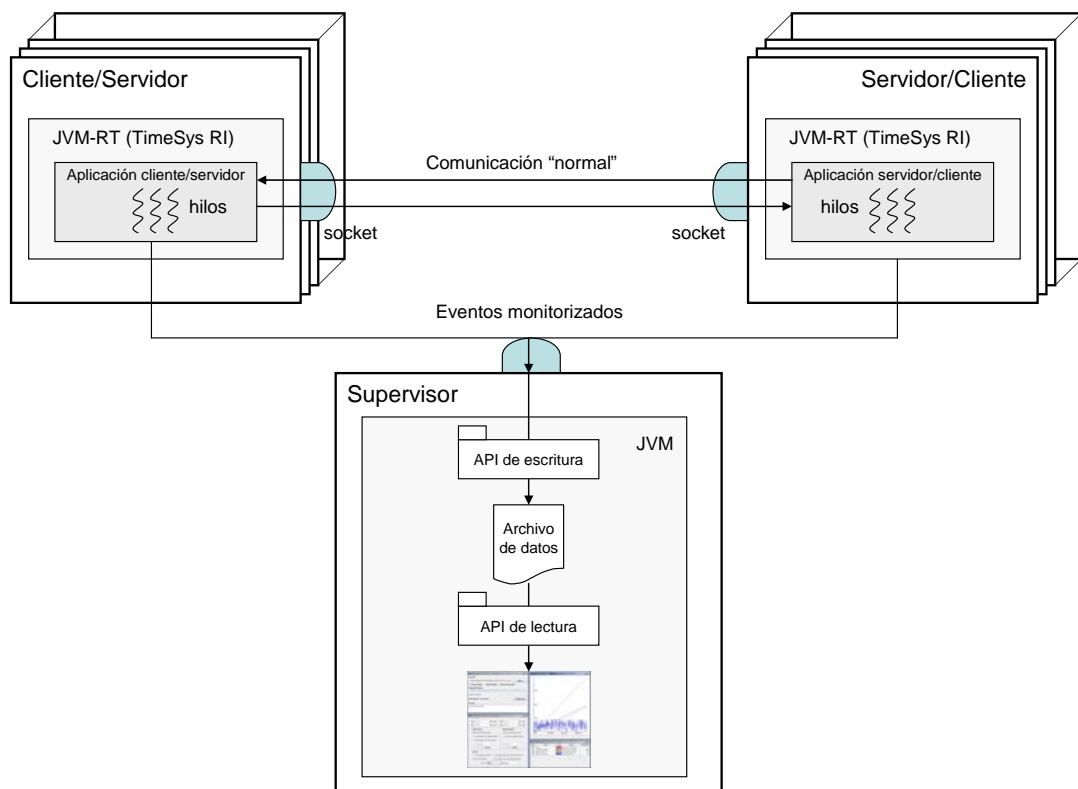 Cliente/Servidor
Servidor/Cliente
JVM-RT (TimeSys RI)
JVM-RT (TimeSys RI)
Comunicación “normal”
Aplicación cliente/servidor
Aplicación servidor/cliente
hilos
hilos
socket
socket
Eventos monitorizados
Supervisor
JVM
API de escritura
Archivo
de datos
API de lectura